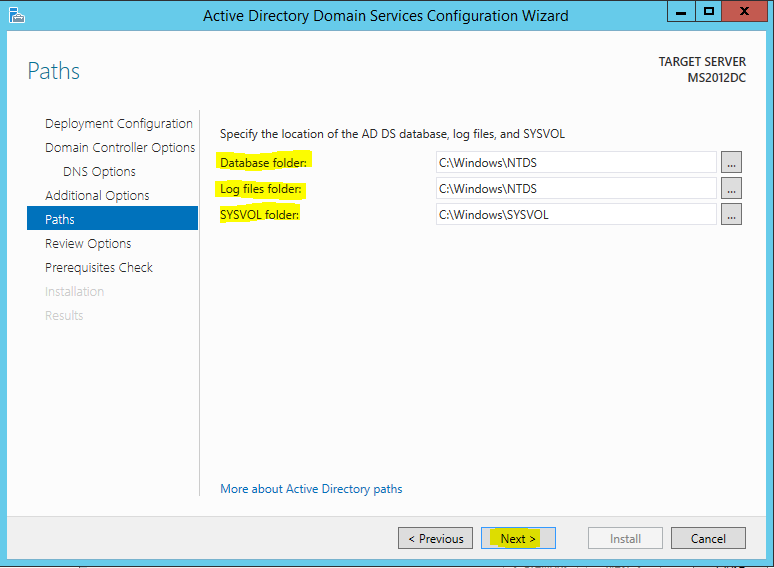 Active Directory Domain Services Configuration Wizard
Paths
TARGET SERVER
MS2012DC
Deployment Configuration
Domain Controller Options
DNS Options
Additional Options
Paths
Review Options
Prerequisites Check
Installation
Results
Specify the location of the AD DS database, log files, and SYSVOL
Database folder: C:\Windows\NTDS ...
Log files folder: C:\Windows\NTDS ...
SYSVOL folder: C:\Windows\SYSVOL ...
More about Active Directory paths
< Previous Next > Install Cancel